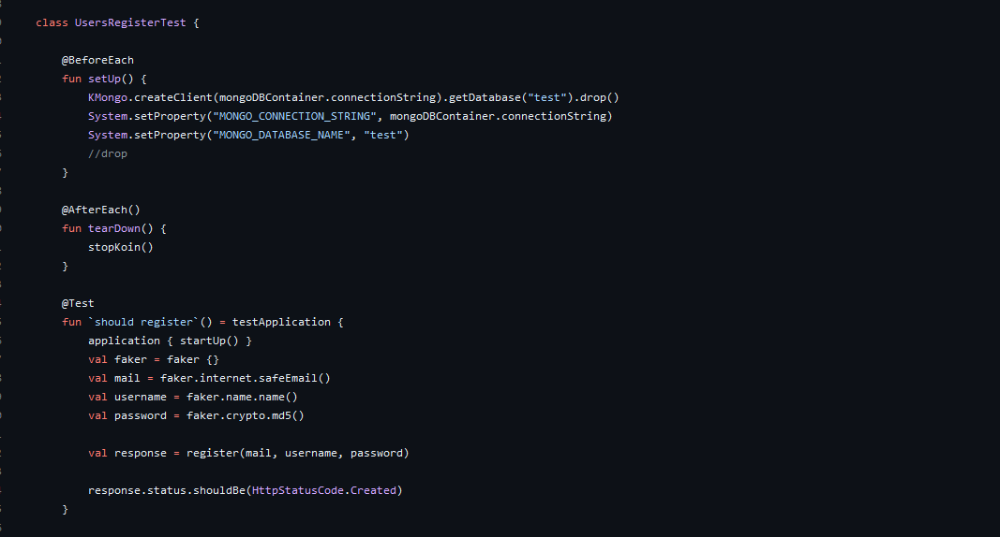 class UsersRegisterTest {
@BeforeEach
fun setUp() {
KMongo.createClient(mongoDBContainer.connectionString).getDatabase("test").drop()
System.setProperty("MONGO_CONNECTION_STRING", mongoDBContainer.connectionString)
System.setProperty("MONGO_DATABASE_NAME", "test")
//drop
}
@AfterEach()
fun tearDown() {
stopKoin()
}
@Test
fun `should register`() = testApplication {
application { startUp() }
val faker = faker {}
val mail = faker.internet.safeEmail()
val username = faker.name.name()
val password = faker.crypto.md5()
val response = register(mail, username, password)
response.status.shouldBe(HttpStatusCode.Created)
}